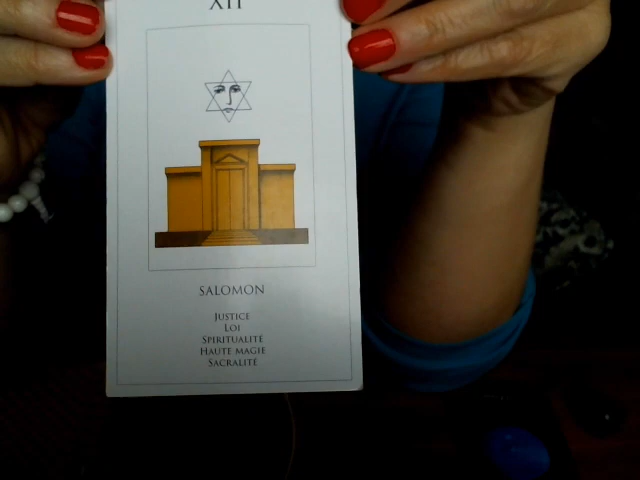 XII
SALOMON
JUSTICE
LOI
SPIRITUALITÉ
HAUTE MAGIE
SACRALITÉ